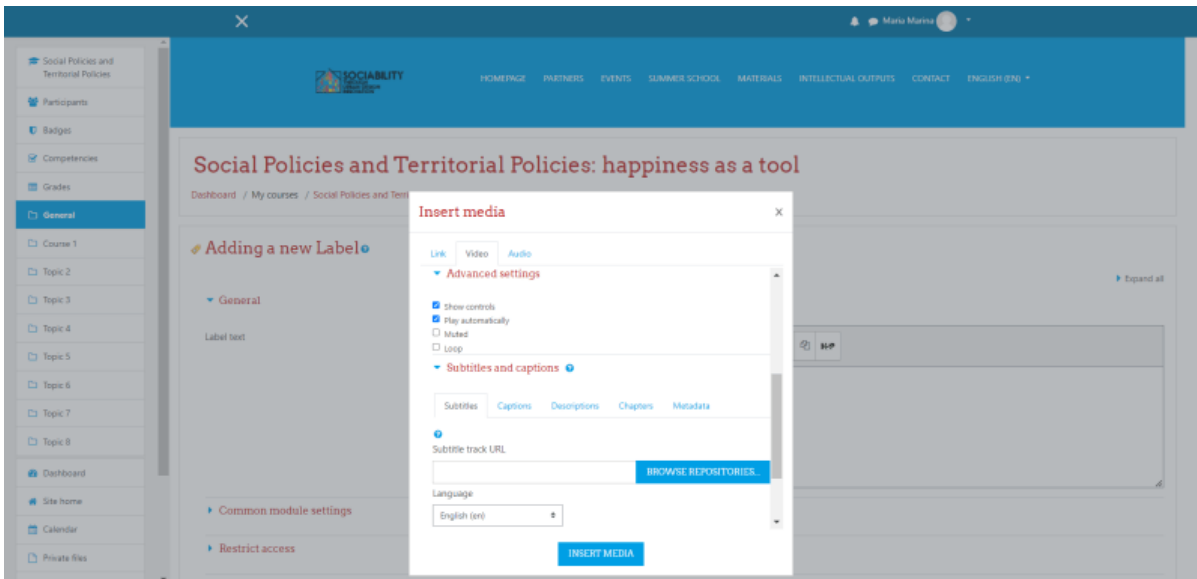 Maria Marina
Social Policies and
Territorial Policies
Participants
Badges
Competencies
Grades
General
Course 1
Topic 2
Topic 3
Topic 4
Topic 5
Topic 6
Topic 7
Topic 8
Dashboard
Site home
Calendar
Private files
SOCIABILITY
HOMEPAGE PARTNERS EVENTS SUMMER SCHOOL MATERIALS INTELLECTUAL OUTPUTS CONTACT ENGLISH (EN)
Social Policies and Territorial Policies: happiness as a tool
Dashboard / My courses / Social Policies and Terri
Adding a new Label
Expand all
General
Label text
Common module settings
Restrict access
Insert media
X
Link Video Audio
Advanced settings
Show controls
Play automatically
Muted
Loop
Subtitles and captions
Subtitles Captions Descriptions Chapters Metadata
Subtitle track URL
BROWSE REPOSITORIES...
Language
English (en)
INSERT MEDIA
H-P